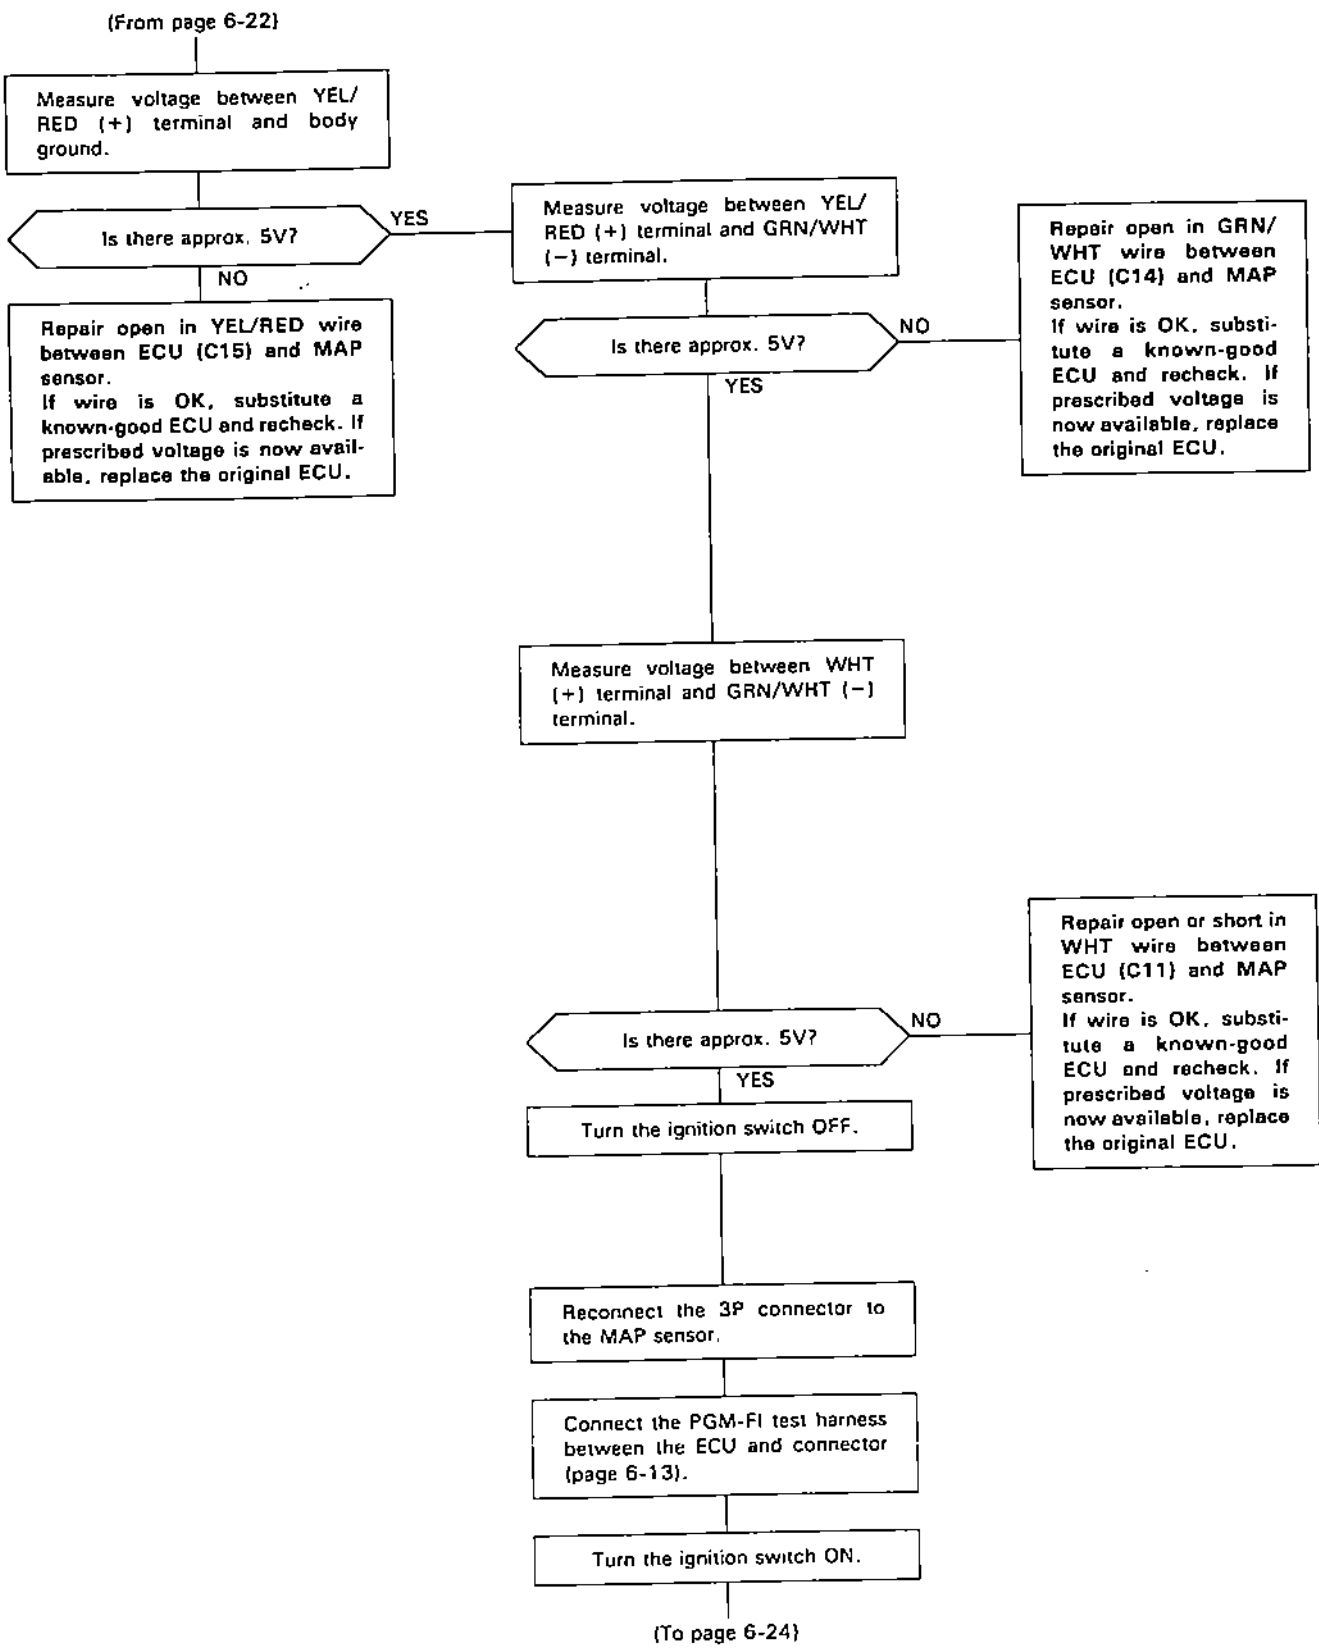 (From page 6-22)
Measure voltage between YEL/
RED (+) terminal and body
ground.
Is there approx. 5V?
YES
NO
Repair open in YEL/RED wire
between ECU (C15) and MAP
sensor.
If wire is OK, substitute a
known-good ECU and recheck. If
prescribed voltage is now avail-
able, replace the original ECU.
Measure voltage between YEL/
RED (+) terminal and GRN/WHT
(−) terminal.
Is there approx. 5V?
NO
YES
Repair open in GRN/
WHT wire between
ECU (C14) and MAP
sensor.
If wire is OK, substi-
tute a known-good
ECU and recheck. If
prescribed voltage is
now available, replace
the original ECU.
Measure voltage between WHT
(+) terminal and GRN/WHT (−)
terminal.
Is there approx. 5V?
NO
YES
Repair open or short in
WHT wire between
ECU (C11) and MAP
sensor.
If wire is OK, substi-
tute a known-good
ECU and recheck. If
prescribed voltage is
now available, replace
the original ECU.
Turn the ignition switch OFF.
Reconnect the 3P connector to
the MAP sensor.
Connect the PGM-FI test harness
between the ECU and connector
(page 6-13).
Turn the ignition switch ON.
(To page 6-24)